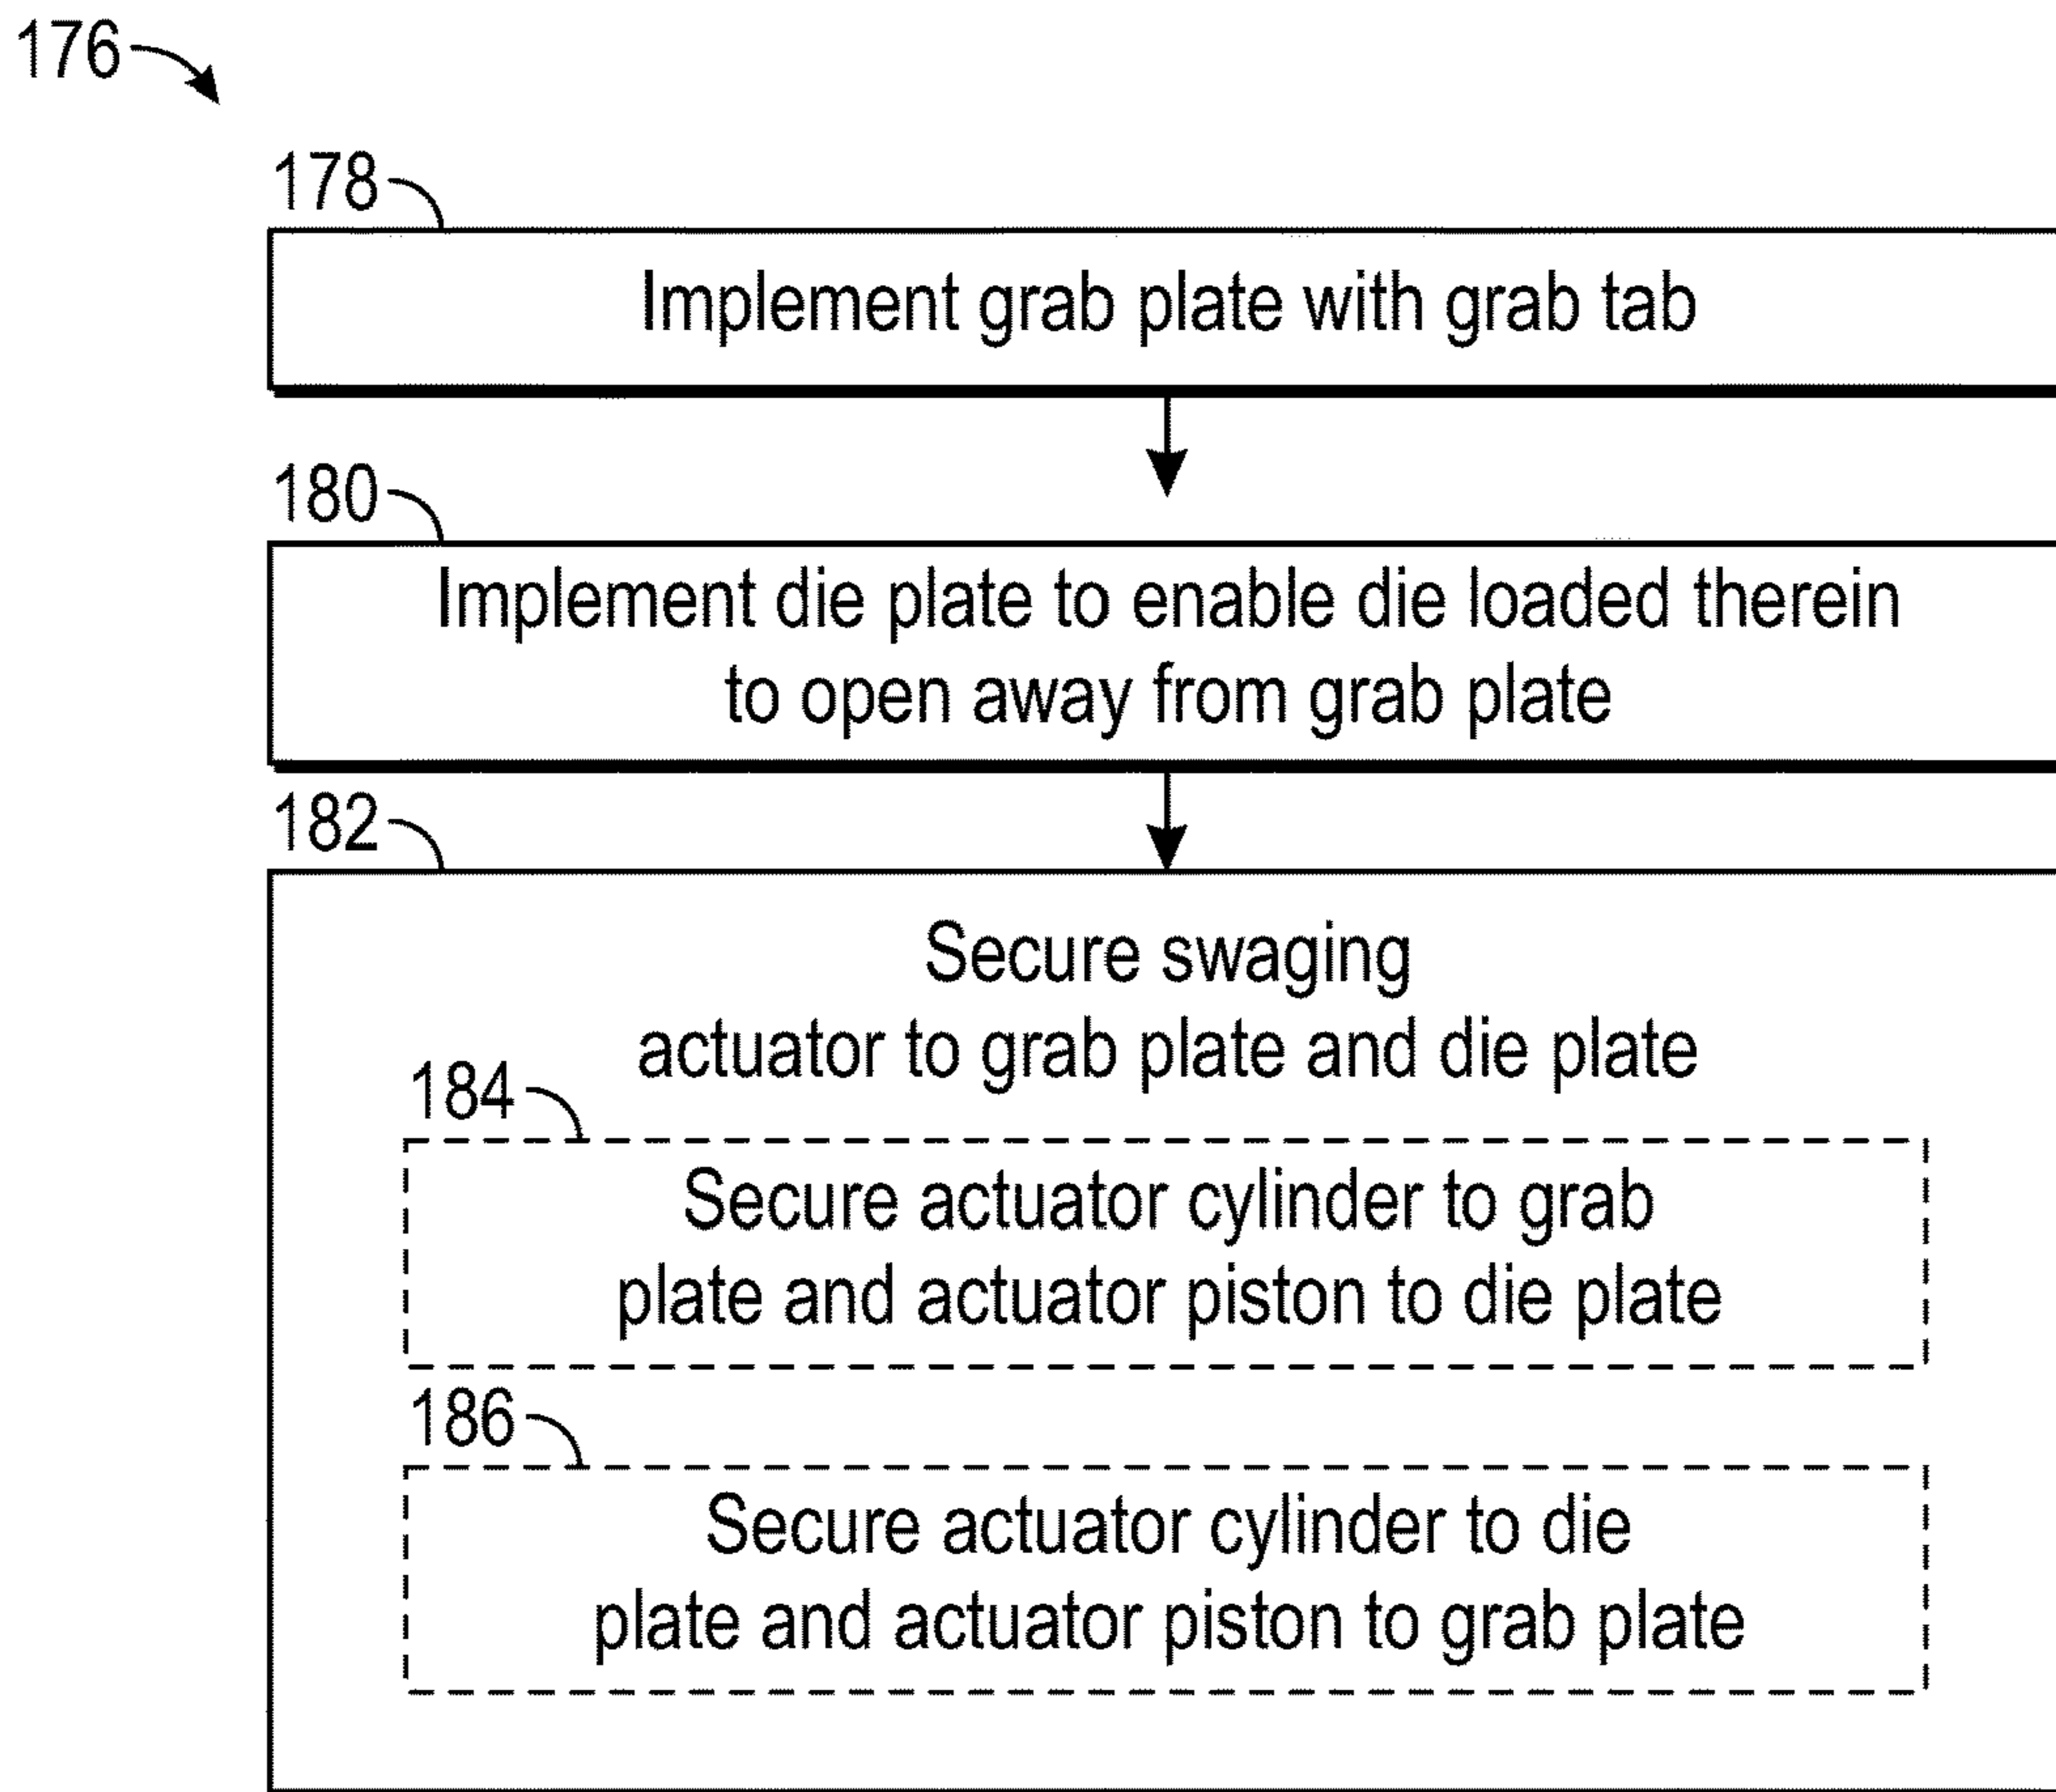 176
178
Implement grab plate with grab tab
180
Implement die plate to enable die loaded therein
to open away from grab plate
182
Secure swaging
actuator to grab plate and die plate
184
Secure actuator cylinder to grab
plate and actuator piston to die plate
186
Secure actuator cylinder to die
plate and actuator piston to grab plate